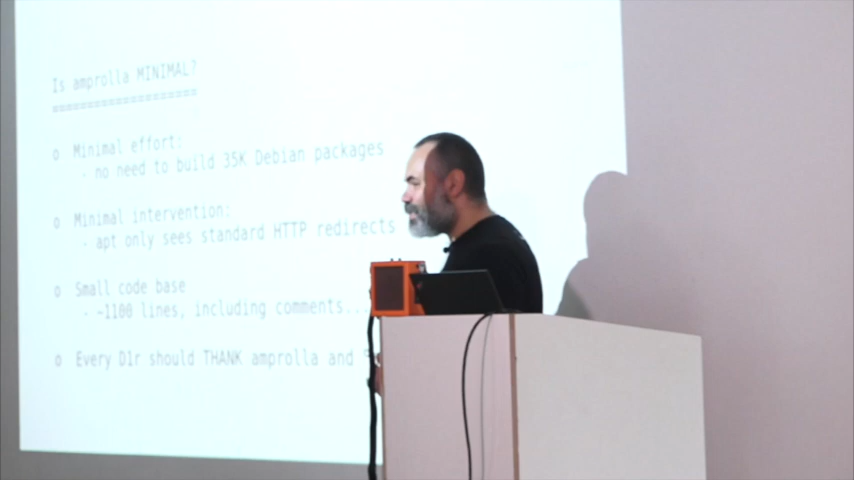 Is amprolla MINIMAL?
====================
o Minimal effort:
- no need to build 35K Debian packages
o Minimal intervention:
- apt only sees standard HTTP redirects
o Small code base
- ~1100 lines, including comments...
o Every D1r should THANK amprolla and